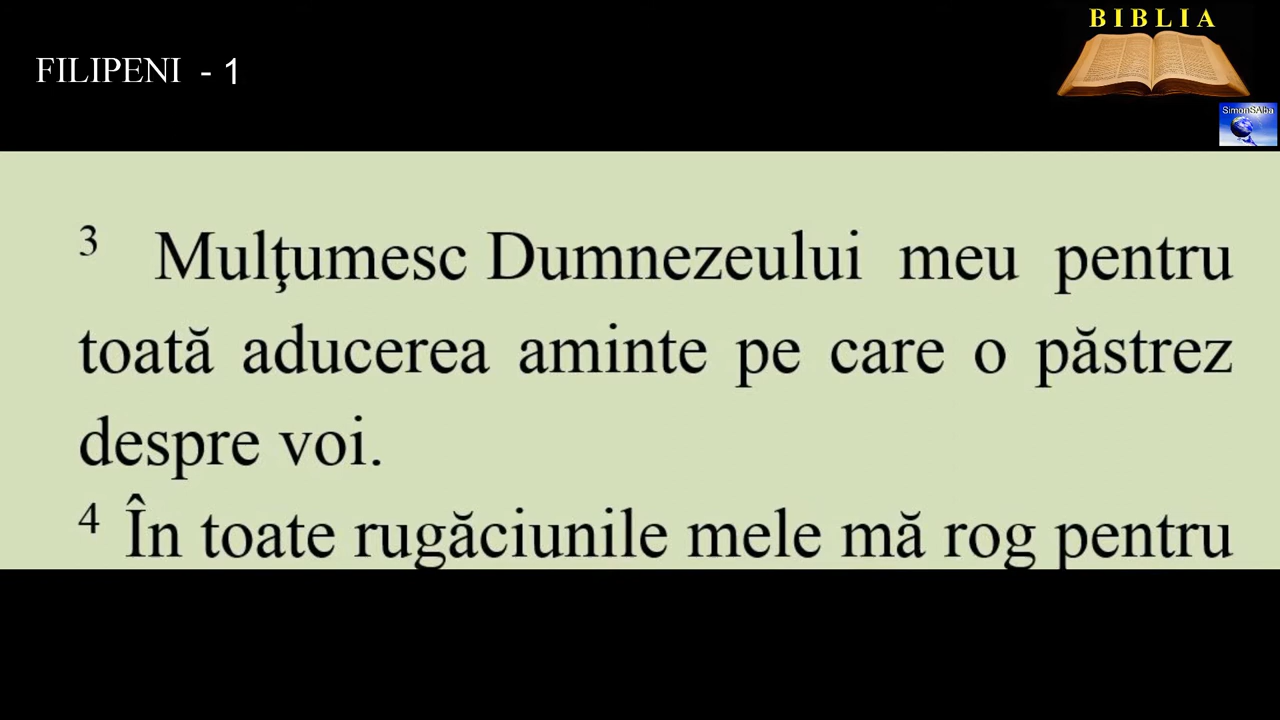 BIBLIA
FILIPENI - 1
SimonSAlba
3 Mulţumesc Dumnezeului meu pentru
toată aducerea aminte pe care o păstrez
despre voi.
4 În toate rugăciunile mele mă rog pentru